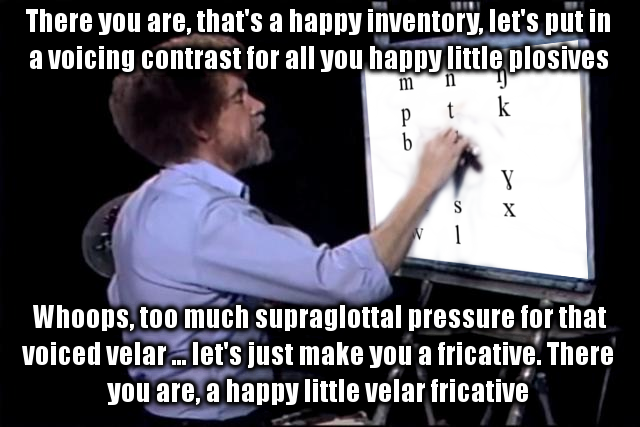 There you are, that's a happy inventory, let's put in
a voicing contrast for all you happy little plosives
m n ŋ
p t k
b
ɣ
s x
w l
Whoops, too much supraglottal pressure for that
voiced velar ... let's just make you a fricative. There
you are, a happy little velar fricative